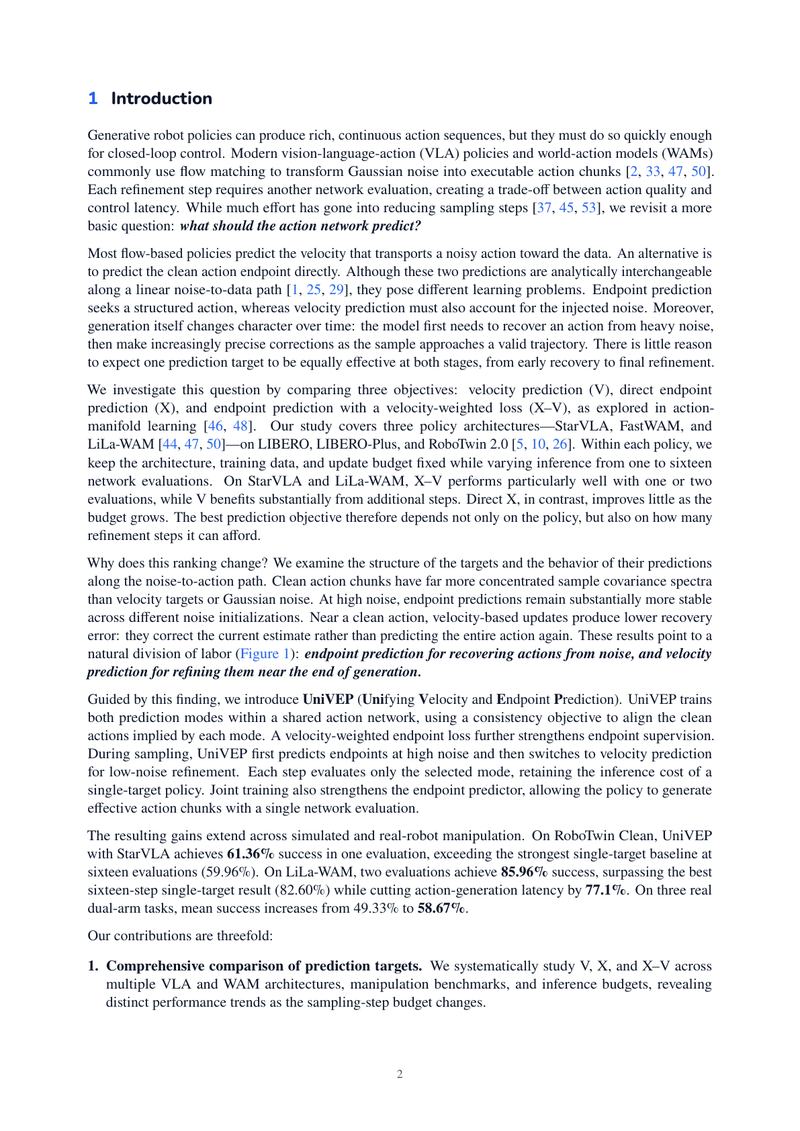 1 Introduction
Generative robot policies can produce rich, continuous action sequences, but they must do so quickly enough
for closed-loop control. Modern vision-language-action (VLA) policies and world-action models (WAMs)
commonly use flow matching to transform Gaussian noise into executable action chunks [2, 33, 47, 50].
Each refinement step requires another network evaluation, creating a trade-off between action quality and
control latency. While much effort has gone into reducing sampling steps [37, 45, 53], we revisit a more
basic question: what should the action network predict?
Most flow-based policies predict the velocity that transports a noisy action toward the data. An alternative is
to predict the clean action endpoint directly. Although these two predictions are analytically interchangeable
along a linear noise-to-data path [1, 25, 29], they pose different learning problems. Endpoint prediction
seeks a structured action, whereas velocity prediction must also account for the injected noise. Moreover,
generation itself changes character over time: the model first needs to recover an action from heavy noise,
then make increasingly precise corrections as the sample approaches a valid trajectory. There is little reason
to expect one prediction target to be equally effective at both stages, from early recovery to final refinement.
We investigate this question by comparing three objectives: velocity prediction (V), direct endpoint
prediction (X), and endpoint prediction with a velocity-weighted loss (X–V), as explored in action-
manifold learning [46, 48]. Our study covers three policy architectures—StarVLA, FastWAM, and
LiLa-WAM [44, 47, 50]—on LIBERO, LIBERO-Plus, and RoboTwin 2.0 [5, 10, 26]. Within each policy, we
keep the architecture, training data, and update budget fixed while varying inference from one to sixteen
network evaluations. On StarVLA and LiLa-WAM, X–V performs particularly well with one or two
evaluations, while V benefits substantially from additional steps. Direct X, in contrast, improves little as the
budget grows. The best prediction objective therefore depends not only on the policy, but also on how many
refinement steps it can afford.
Why does this ranking change? We examine the structure of the targets and the behavior of their predictions
along the noise-to-action path. Clean action chunks have far more concentrated sample covariance spectra
than velocity targets or Gaussian noise. At high noise, endpoint predictions remain substantially more stable
across different noise initializations. Near a clean action, velocity-based updates produce lower recovery
error: they correct the current estimate rather than predicting the entire action again. These results point to a
natural division of labor (Figure 1): endpoint prediction for recovering actions from noise, and velocity
prediction for refining them near the end of generation.
Guided by this finding, we introduce UniVEP (Unifying Velocity and Endpoint Prediction). UniVEP trains
both prediction modes within a shared action network, using a consistency objective to align the clean
actions implied by each mode. A velocity-weighted endpoint loss further strengthens endpoint supervision.
During sampling, UniVEP first predicts endpoints at high noise and then switches to velocity prediction
for low-noise refinement. Each step evaluates only the selected mode, retaining the inference cost of a
single-target policy. Joint training also strengthens the endpoint predictor, allowing the policy to generate
effective action chunks with a single network evaluation.
The resulting gains extend across simulated and real-robot manipulation. On RoboTwin Clean, UniVEP
with StarVLA achieves 61.36% success in one evaluation, exceeding the strongest single-target baseline at
sixteen evaluations (59.96%). On LiLa-WAM, two evaluations achieve 85.96% success, surpassing the best
sixteen-step single-target result (82.60%) while cutting action-generation latency by 77.1%. On three real
dual-arm tasks, mean success increases from 49.33% to 58.67%.
Our contributions are threefold:
1. Comprehensive comparison of prediction targets. We systematically study V, X, and X–V across
multiple VLA and WAM architectures, manipulation benchmarks, and inference budgets, revealing
distinct performance trends as the sampling-step budget changes.
2